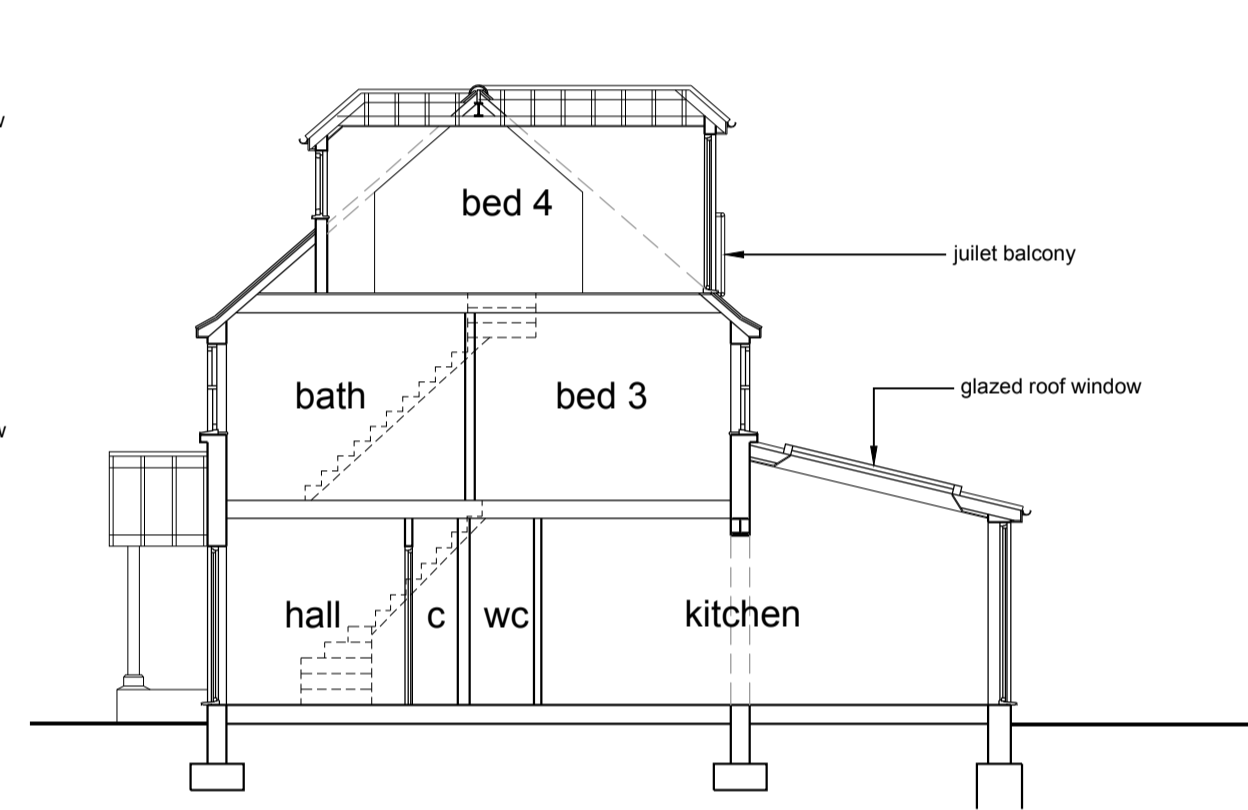 bed 4
juilet balcony
bath
bed 3
glazed roof window
hall
c
wc
kitchen